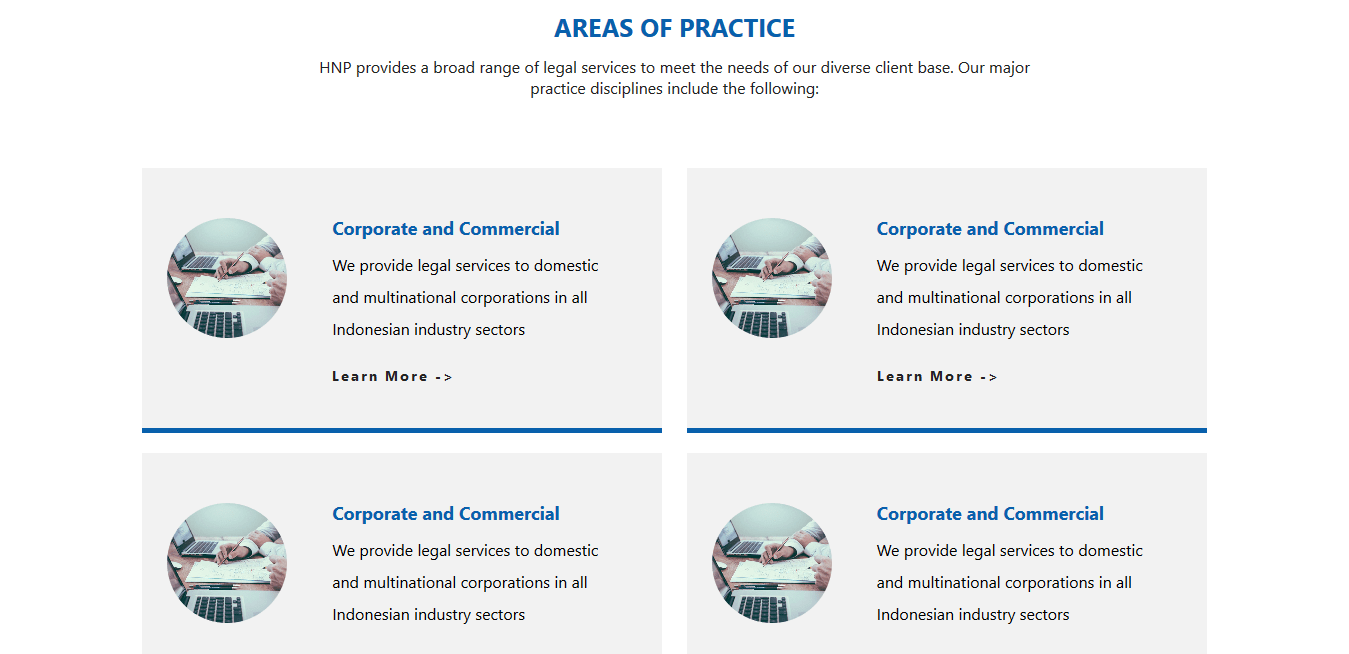 AREAS OF PRACTICE
HNP provides a broad range of legal services to meet the needs of our diverse client base. Our major
practice disciplines include the following:
Corporate and Commercial
We provide legal services to domestic
and multinational corporations in all
Indonesian industry sectors
Learn More ->
Corporate and Commercial
We provide legal services to domestic
and multinational corporations in all
Indonesian industry sectors
Learn More ->
Corporate and Commercial
We provide legal services to domestic
and multinational corporations in all
Indonesian industry sectors
Corporate and Commercial
We provide legal services to domestic
and multinational corporations in all
Indonesian industry sectors